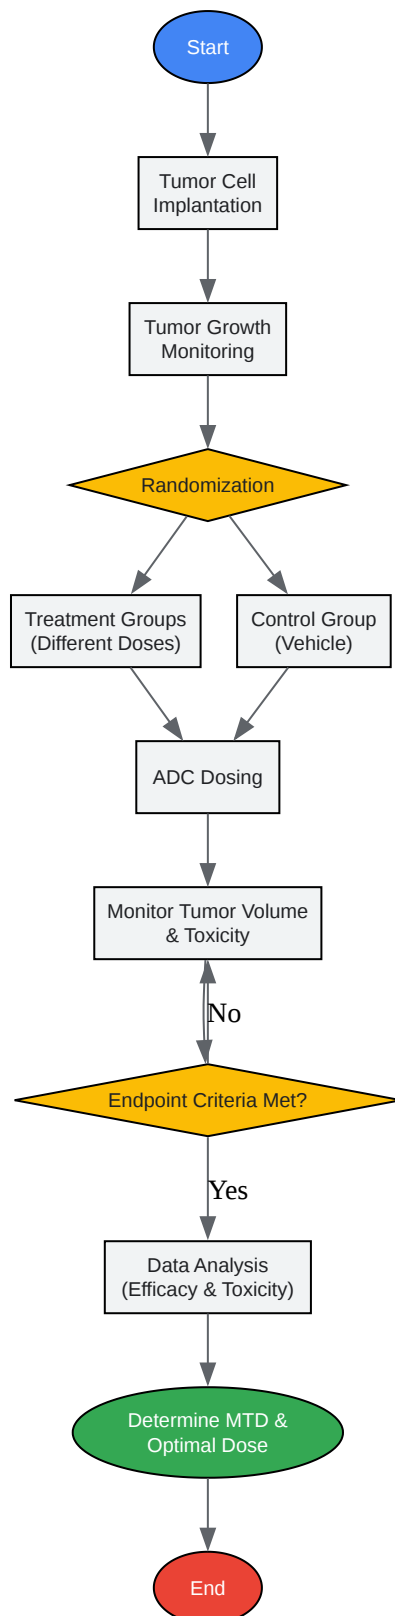 Start
Tumor Cell
Implantation
Tumor Growth
Monitoring
Randomization
Treatment Groups
(Different Doses)
Control Group
(Vehicle)
ADC Dosing
Monitor Tumor Volume
& Toxicity
No
Endpoint Criteria Met?
Yes
Data Analysis
(Efficacy & Toxicity)
Determine MTD &
Optimal Dose
End